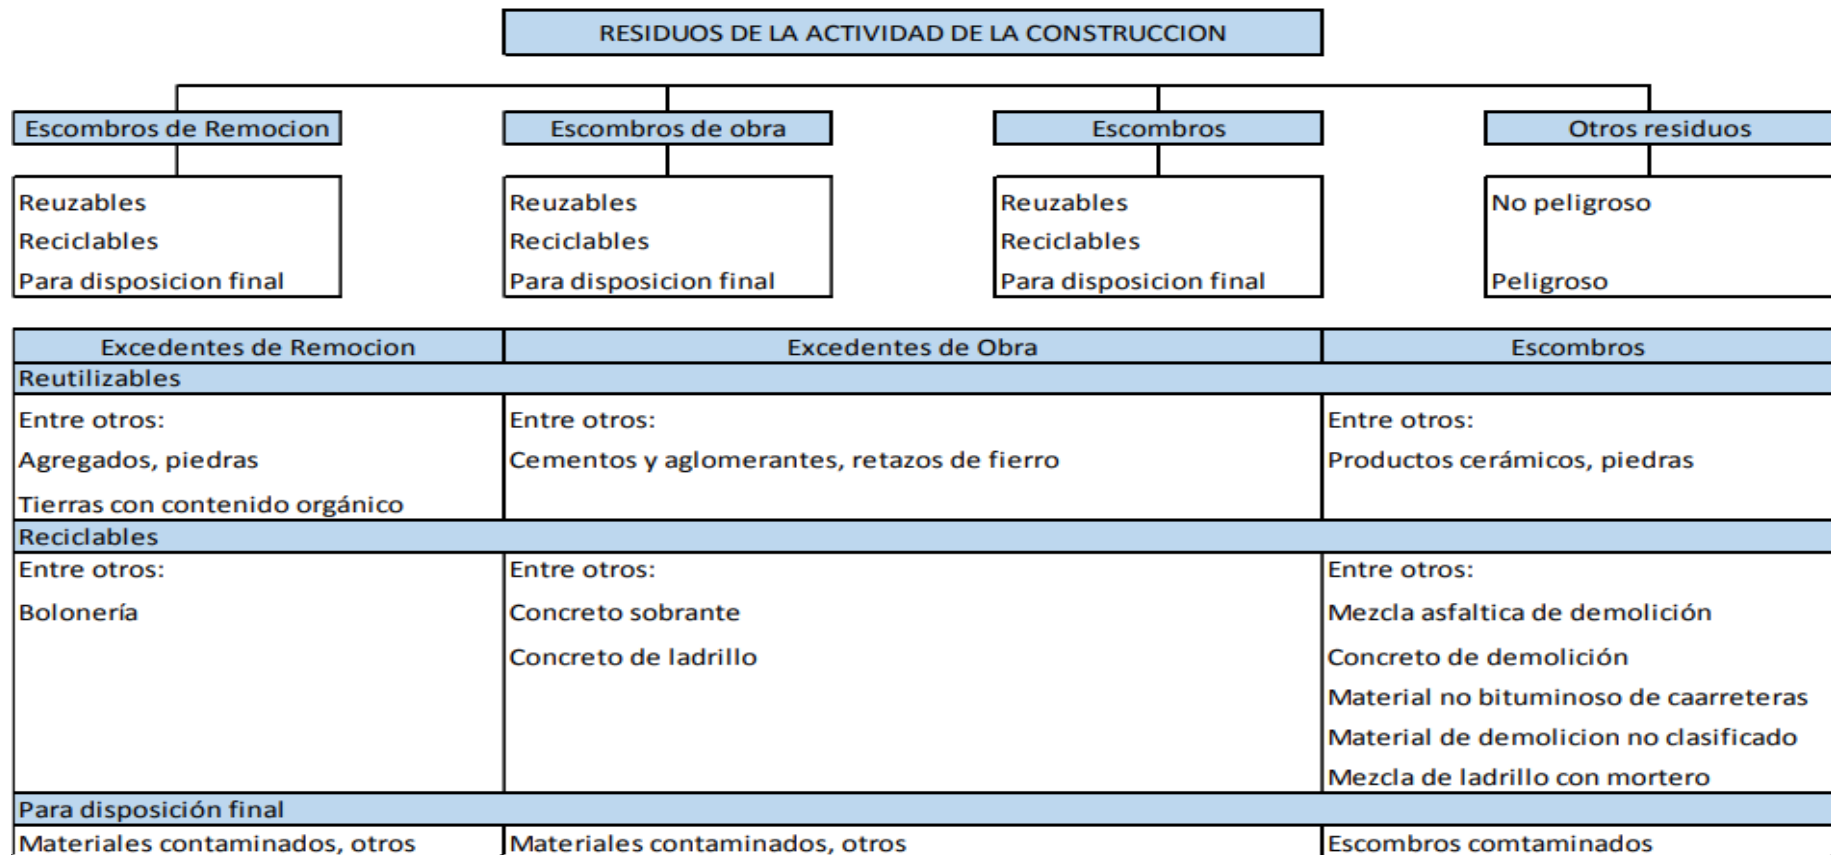 RESIDUOS DE LA ACTIVIDAD DE LA CONSTRUCCION
Escombros de Remocion
Escombros de obra
Escombros
Otros residuos
Reuzables
Reciclables
Para disposicion final
Reuzables
Reciclables
Para disposicion final
Reuzables
Reciclables
Para disposicion final
No peligroso
Peligroso
Excedentes de Remocion
Excedentes de Obra
Escombros
Reutilizables
Entre otros:
Agregados, piedras
Tierras con contenido orgánico
Entre otros:
Cementos y aglomerantes, retazos de fierro
Entre otros:
Productos cerámicos, piedras
Reciclables
Entre otros:
Bolonería
Entre otros:
Concreto sobrante
Concreto de ladrillo
Entre otros:
Mezcla asfaltica de demolición
Concreto de demolición
Material no bituminoso de caarreteras
Material de demolicion no clasificado
Mezcla de ladrillo con mortero
Para disposición final
Materiales contaminados, otros
Materiales contaminados, otros
Escombros comtaminados